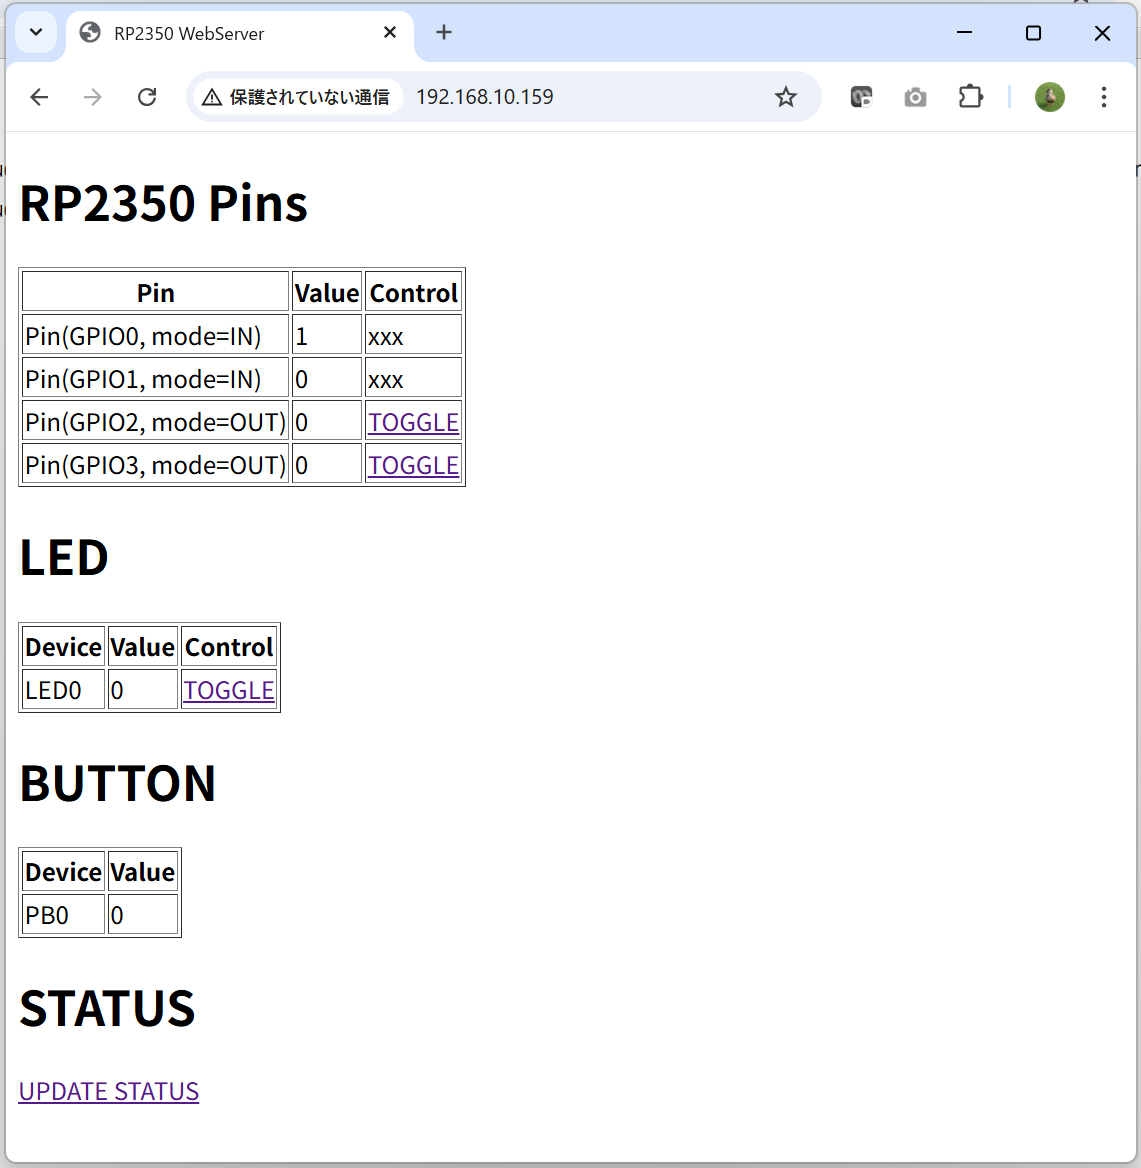 RP2350 WebServer
保護されていない通信 192.168.10.159
RP2350 Pins
Pin Value Control
Pin(GPIO0, mode=IN) 1 xxx
Pin(GPIO1, mode=IN) 0 xxx
Pin(GPIO2, mode=OUT) 0 TOGGLE
Pin(GPIO3, mode=OUT) 0 TOGGLE
LED
Device Value Control
LED0 0 TOGGLE
BUTTON
Device Value
PB0 0
STATUS
UPDATE STATUS